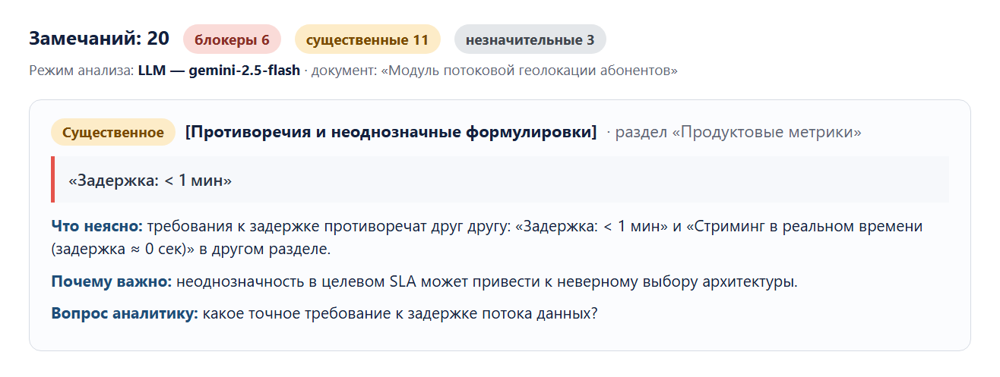 Замечаний: 20 блокеры 6 существенные 11 незначительные 3
Режим анализа: LLM — gemini-2.5-flash · документ: «Модуль потоковой геолокации абонентов»
Существенное [Противоречия и неоднозначные формулировки] · раздел «Продуктовые метрики»
«Задержка: < 1 мин»
Что неясно: требования к задержке противоречат друг другу: «Задержка: < 1 мин» и «Стриминг в реальном времени
(задержка ≈ 0 сек)» в другом разделе.
Почему важно: неоднозначность в целевом SLA может привести к неверному выбору архитектуры.
Вопрос аналитику: какое точное требование к задержке потока данных?